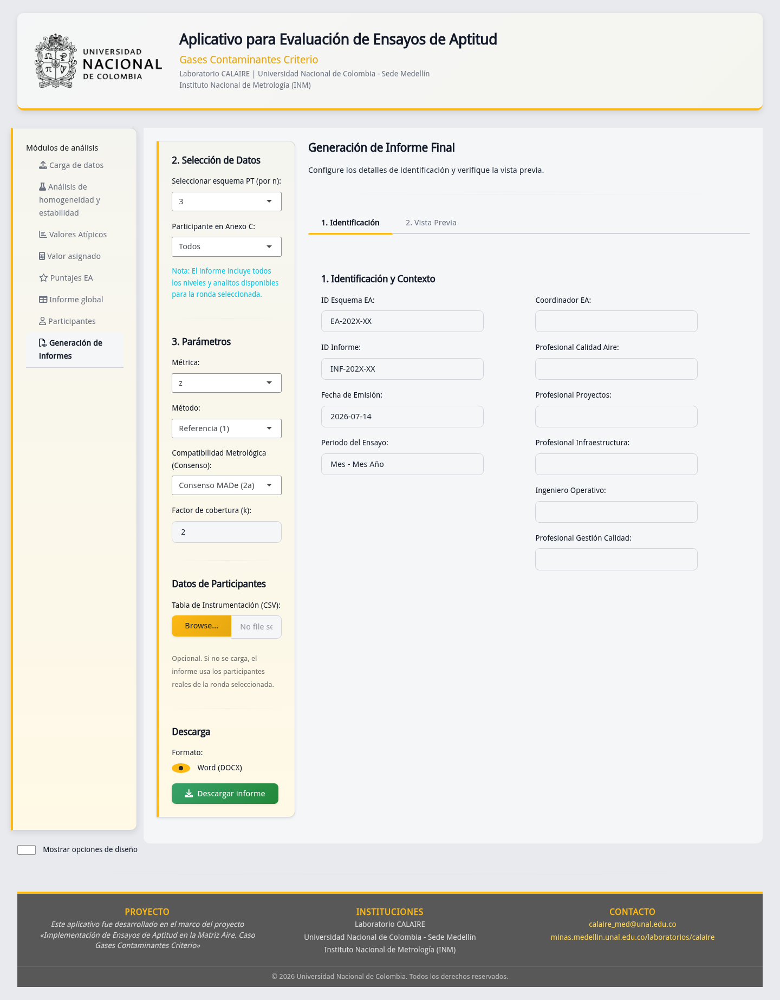 UNIVERSIDAD
NACIONAL
DE COLOMBIA
Aplicativo para Evaluación de Ensayos de Aptitud
Gases Contaminantes Criterio
Laboratorio CALAIRE | Universidad Nacional de Colombia - Sede Medellín
Instituto Nacional de Metrología (INM)
Módulos de análisis
Carga de datos
Análisis de
homogeneidad y
estabilidad
Valores Atípicos
Valor asignado
Puntajes EA
Informe global
Participantes
Generación de
Informes
2. Selección de Datos
Seleccionar esquema PT (por n):
3
Participante en Anexo C:
Todos
Nota: El informe incluye todos
los niveles y analitos disponibles
para la ronda seleccionada.
3. Parámetros
Métrica:
z
Método:
Referencia (1)
Compatibilidad Metrológica
(Consenso):
Consenso MADe (2a)
Factor de cobertura (k):
2
Datos de Participantes
Tabla de Instrumentación (CSV):
Browse...
No file se
Opcional. Si no se carga, el
informe usa los participantes
reales de la ronda seleccionada.
Descarga
Formato:
Word (DOCX)
Descargar informe
Generación de Informe Final
Configure los detalles de identificación y verifique la vista previa.
1. Identificación
2. Vista Previa
1. Identificación y Contexto
ID Esquema EA:
EA-202X-XX
ID Informe:
INF-202X-XX
Fecha de Emisión:
2026-07-14
Periodo del Ensayo:
Mes - Mes Año
Coordinador EA:
Profesional Calidad Aire:
Profesional Proyectos:
Profesional Infraestructura:
Ingeniero Operativo:
Profesional Gestión Calidad:
Mostrar opciones de diseño
PROYECTO
Este aplicativo fue desarrollado en el marco del proyecto
«Implementación de Ensayos de Aptitud en la Matriz Aire. Caso
Gases Contaminantes Criterio»
INSTITUCIONES
Laboratorio CALAIRE
Universidad Nacional de Colombia - Sede Medellín
Instituto Nacional de Metrología (INM)
CONTACTO
calaire_med@unal.edu.co
minas.medellin.unal.edu.co/laboratorios/calaire
© 2026 Universidad Nacional de Colombia. Todos los derechos reservados.